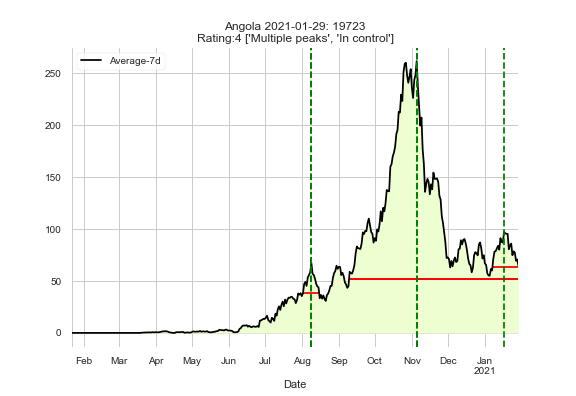 Angola 2021-01-29: 19723
Rating:4 ['Multiple peaks', 'In control']
Average-7d
250
200
150
100
50
0
Feb Mar Apr May Jun Jul Aug Sep Oct Nov Dec Jan
2021
Date